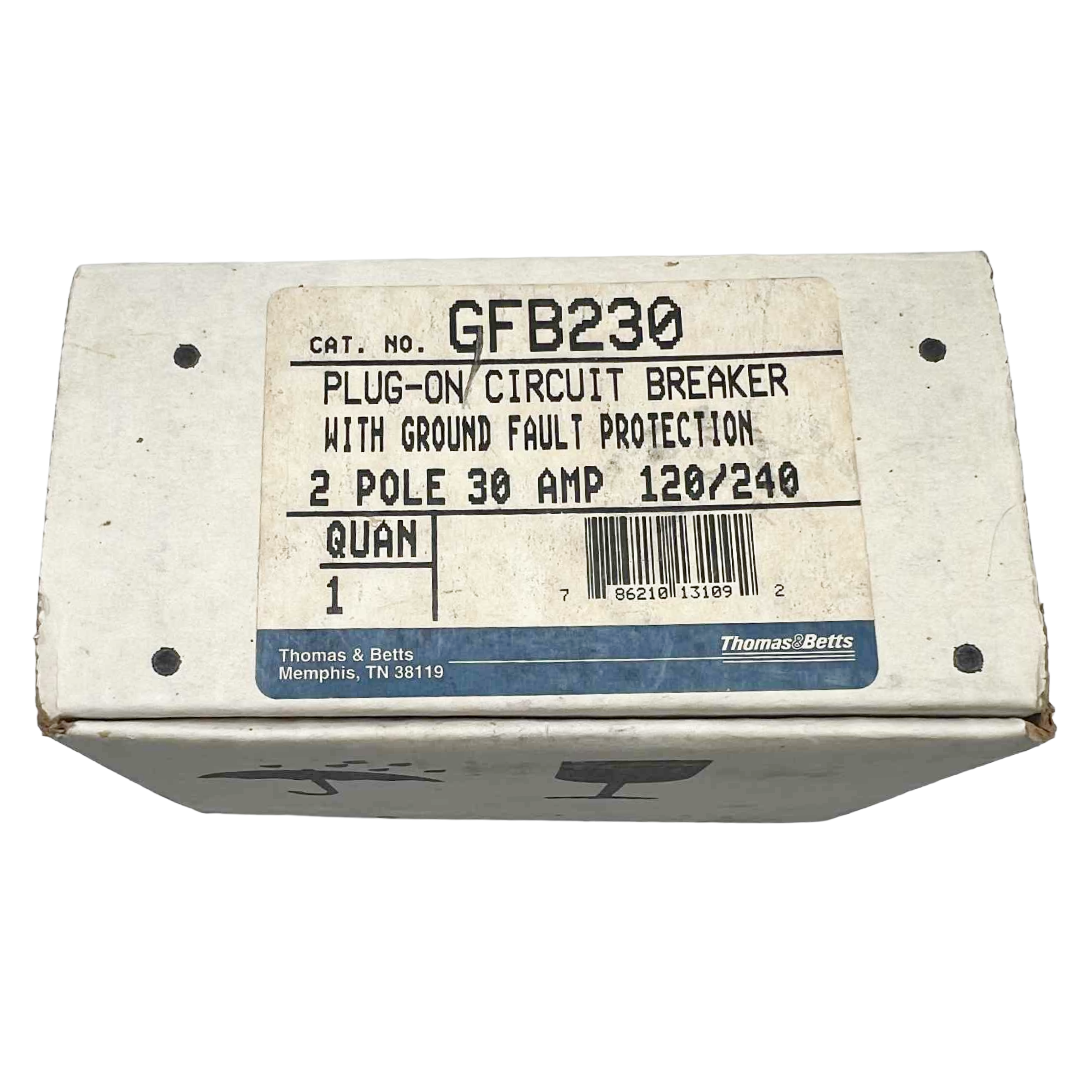 CAT. NO. GFB230
PLUG-ON CIRCUIT BREAKER
WITH GROUND FAULT PROTECTION
2 POLE 30 AMP 120/240
QUAN
1
7 86210 13109 2
Thomas & Betts
Memphis, TN 38119
Thomas&Betts